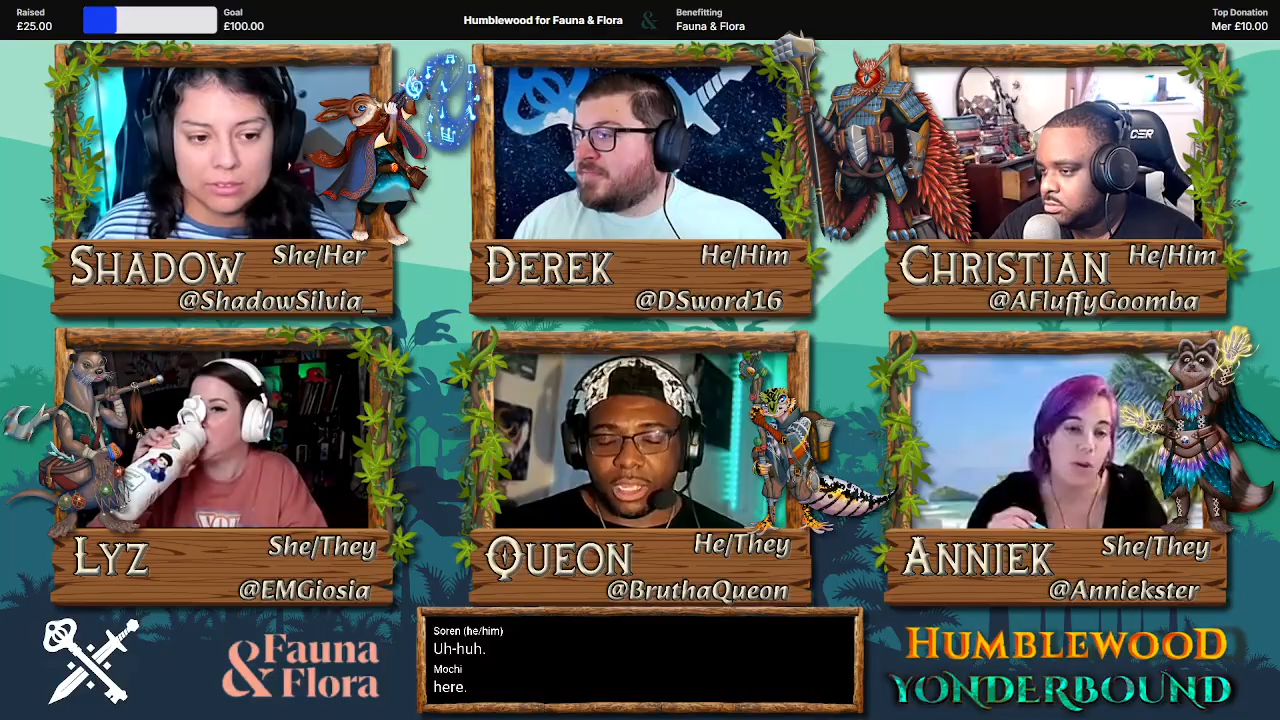 Raised
£25.00
Goal
£100.00
Humblewood for Fauna & Flora
&
Benefitting
Fauna & Flora
Top Donation
Mer £10.00
CER
SHADOW
She/Her
@ShadowSilvia_
DEREK
He/Him
@DSword16
CHRISTIAN
He/Him
@AFluffyGoomba
LYZ
She/They
@EMGiosia
QUEON
He/They
@BruthaQueon
ANNIEK
She/They
@Anniekster
Fauna
& Flora
Soren (he/him)
Uh-huh.
Mochi
here.
HUMBLEWOOD
YONDERBOUND